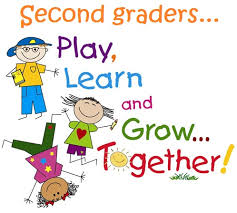 Second graders...
Play,
Learn
and
Grow...
Together!